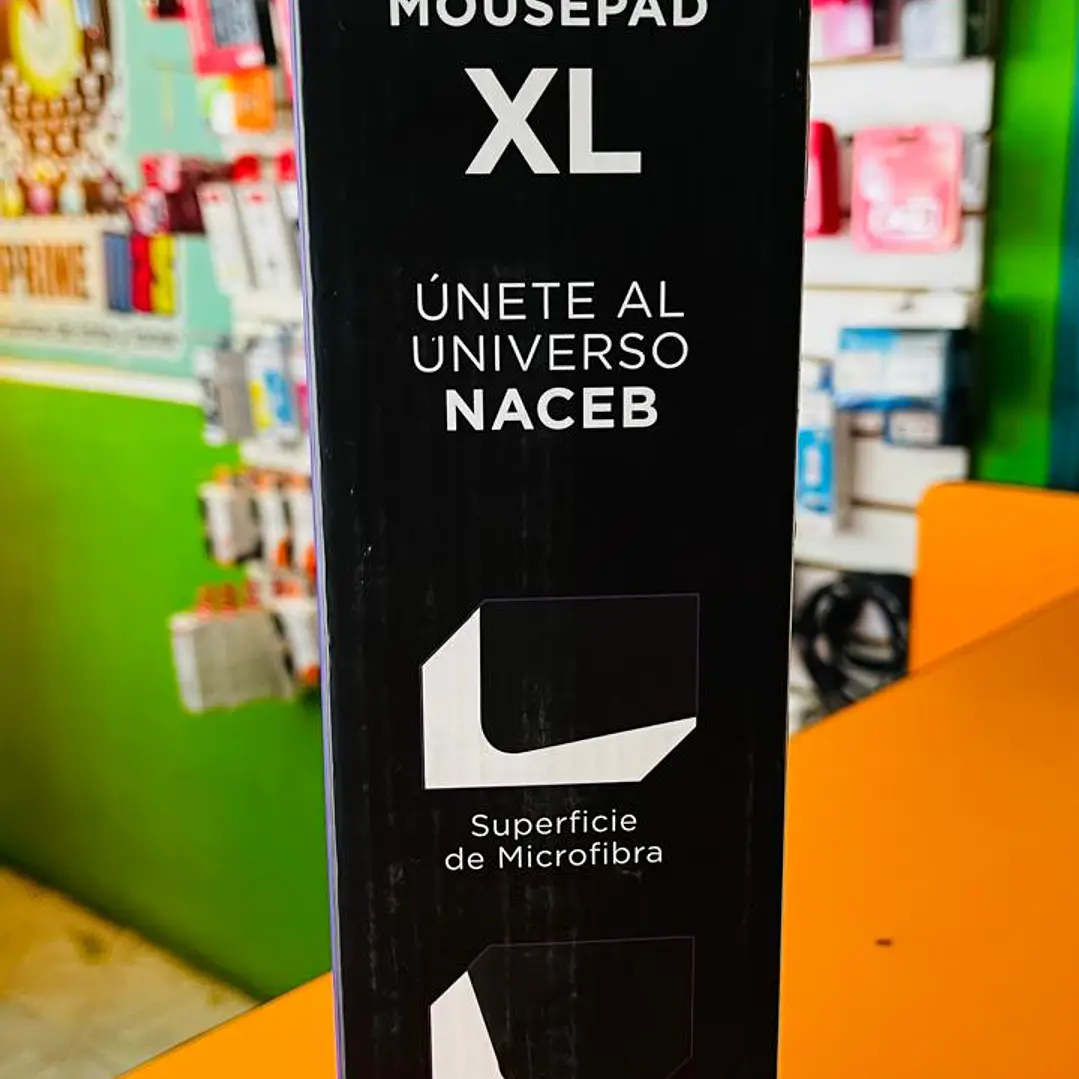 MOUSEPAD
XL
ÚNETE AL
UNIVERSO
NACEB
Superficie
de Microfibra